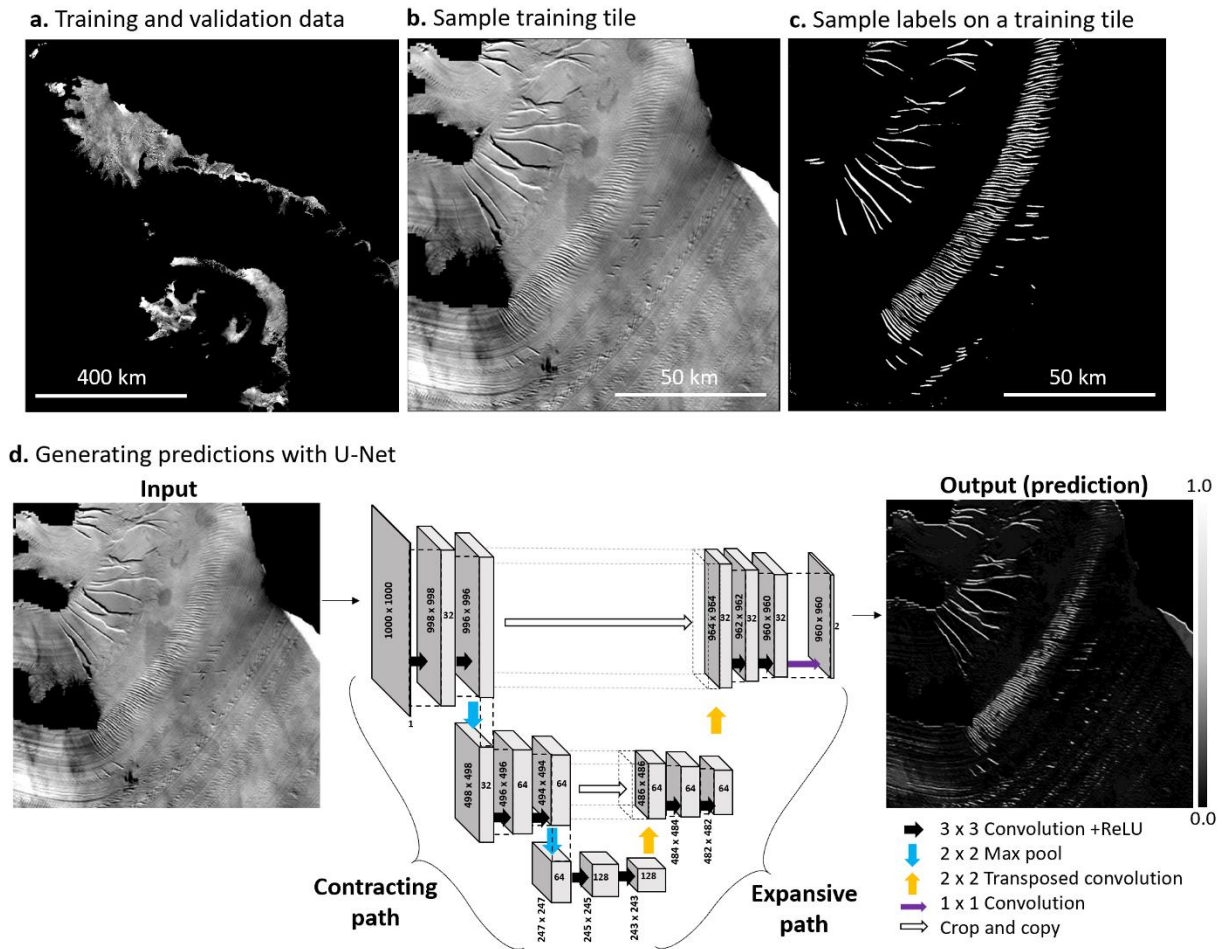 a. Training and validation data
b. Sample training tile
c. Sample labels on a training tile
400 km
50 km
50 km
d. Generating predictions with U-Net
Input
Output (prediction)
1.0
0.0
1000 x 1000
1
998 x 998
32
996 x 996
964 x 964
32
962 x 962
32
960 x 960
32
960 x 960
2
498 x 498
32
496 x 496
64
494 x 494
64
486 x 486
64
484 x 484
64
482 x 482
64
247 x 247
64
245 x 245
128
243 x 243
128
Contracting
path
Expansive
path
3 x 3 Convolution +ReLU
2 x 2 Max pool
2 x 2 Transposed convolution
1 x 1 Convolution
Crop and copy